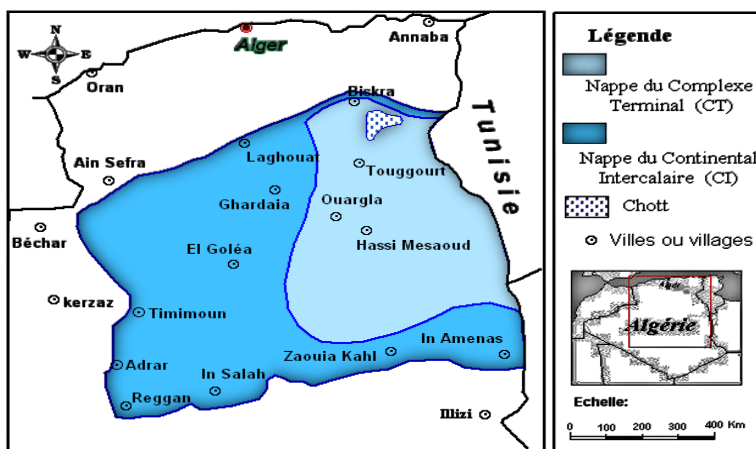 N
W E
S
Alger
Annaba
Oran
Biskra
Tunisie
Laghouat
Touggourt
Ain Sefra
Ghardaia
Ouargla
Béchar
Hassi Mesaoud
El Goléa
kerzaz
Timimoun
Zaouia Kahl
In Amenas
Adrar
In Salah
Reggan
Illizi
Légende
Nappe du Complexe
Terminal (CT)
Nappe du Continental
Intercalaire (CI)
Chott
Villes ou villages
Alger
Algérie
Echelle:
0 100 200 300 400 Km